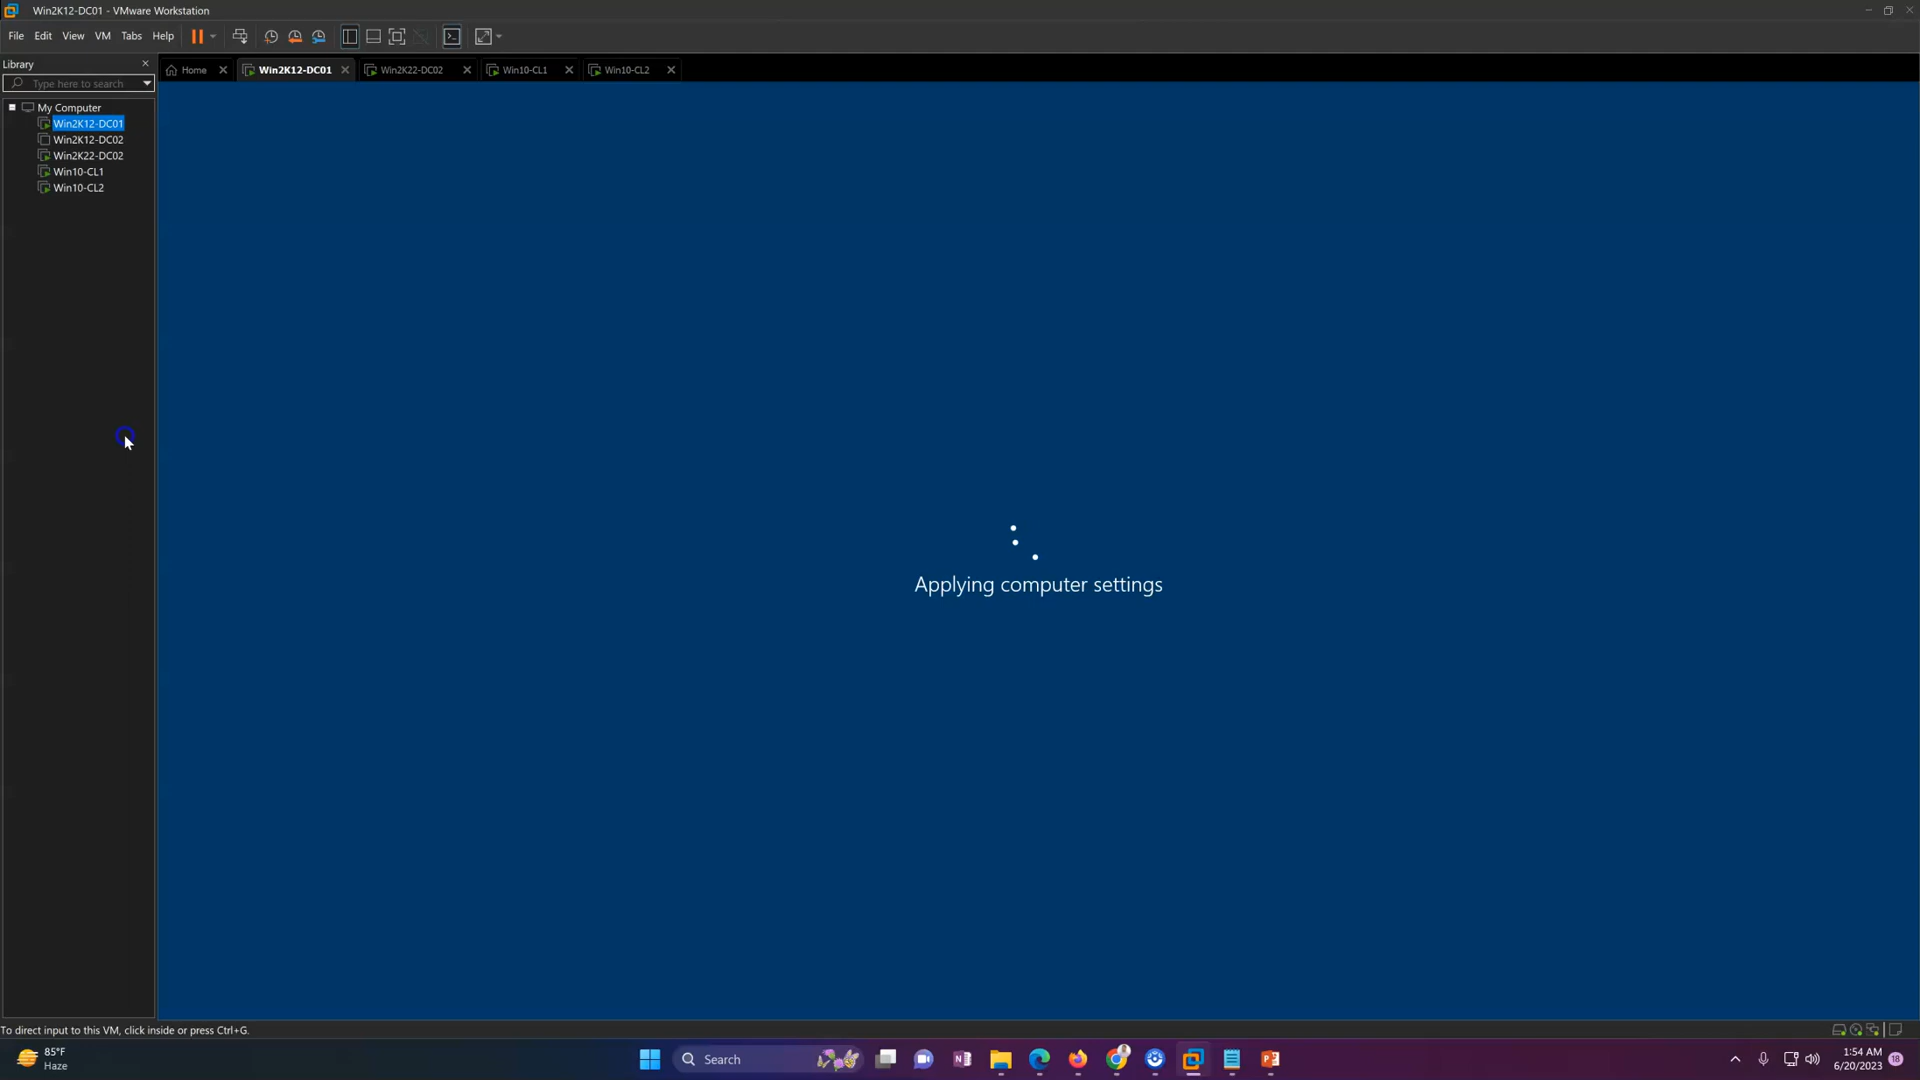 Win2K12-DC01 - VMware Workstation
File Edit View VM Tabs Help
Library
Type here to search
Home Win2K12-DC01 Win2K22-DC02 Win10-CL1 Win10-CL2
My Computer
Win2K12-DC01
Win2K12-DC02
Win2K22-DC02
Win10-CL1
Win10-CL2
Applying computer settings
To direct input to this VM, click inside or press Ctrl+G.
85°F
Haze
Search
1:54 AM
6/20/2023
18